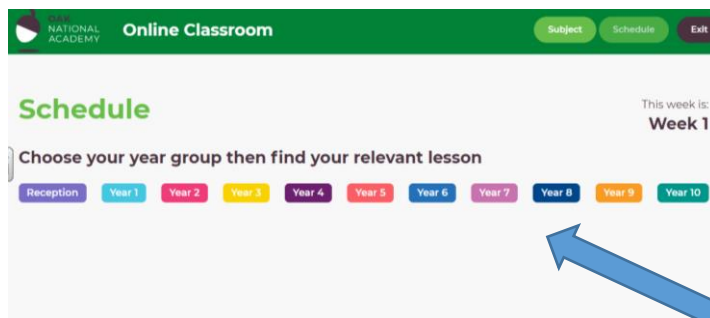 OAK
NATIONAL
ACADEMY
Online Classroom
Subject
Schedule
Exit
Schedule
This week is:
Week 1
Choose your year group then find your relevant lesson
Reception Year 1 Year 2 Year 3 Year 4 Year 5 Year 6 Year 7 Year 8 Year 9 Year 10